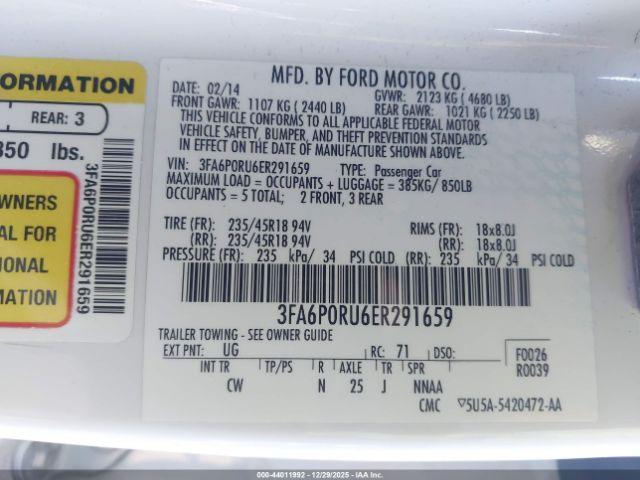 ORMATION
REAR: 3
850 lbs.
WNERS
AL FOR
IONAL
MATION
3FA6P0RU6ER291659
MFD. BY FORD MOTOR CO.
DATE: 02/14 GVWR: 2123 KG ( 4680 LB)
FRONT GAWR: 1107 KG ( 2440 LB) REAR GAWR: 1021 KG ( 2250 LB)
THIS VEHICLE CONFORMS TO ALL APPLICABLE FEDERAL MOTOR
VEHICLE SAFETY, BUMPER, AND THEFT PREVENTION STANDARDS
IN EFFECT ON THE DATE OF MANUFACTURE SHOWN ABOVE.
VIN: 3FA6P0RU6ER291659 TYPE: Passenger Car
MAXIMUM LOAD = OCCUPANTS + LUGGAGE = 385KG/ 850LB
OCCUPANTS = 5 TOTAL; 2 FRONT, 3 REAR
TIRE (FR): 235/45R18 94V RIMS (FR): 18x8.0J
(RR): 235/45R18 94V (RR): 18x8.0J
PRESSURE (FR): 235 kPa/ 34 PSI COLD (RR): 235 kPa/ 34 PSI COLD
3FA6P0RU6ER291659
TRAILER TOWING - SEE OWNER GUIDE
EXT PNT: UG RC: 71 DSO: F0026
R0039
INT TR TP/PS R AXLE TR SPR
CW N 25 J NNAA
CMC 5U5A-5420472-AA
000-44011992 - 12/29/2025 - IAAI.COM